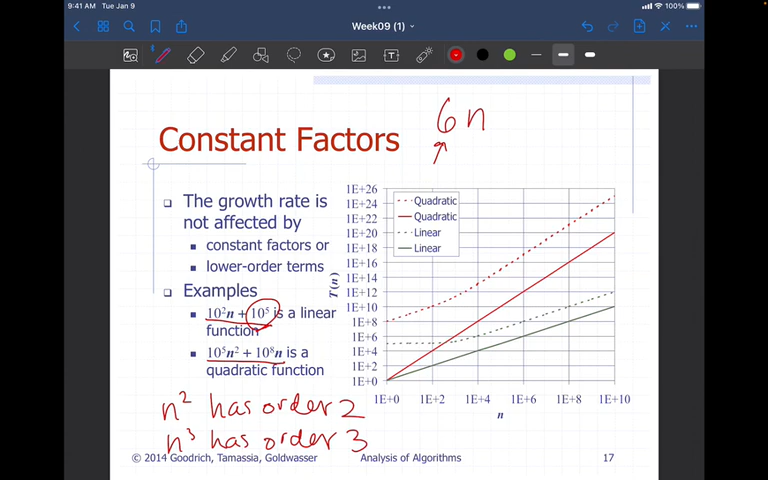 9:41 AM Tue Jan 9
100%
Week09 (1)
6n
Constant Factors
The growth rate is
not affected by
constant factors or
lower-order terms
Examples
10²n + 10⁵ is a linear
function
10⁵n² + 10⁸n is a
quadratic function
1E+26
1E+24
1E+22
1E+20
1E+18
1E+16
1E+14
1E+12
1E+10
1E+8
1E+6
1E+4
1E+2
1E+0
T(n)
Quadratic
Quadratic
Linear
Linear
1E+0 1E+2 1E+4 1E+6 1E+8 1E+10
n
n² has order 2
n³ has order 3
© 2014 Goodrich, Tamassia, Goldwasser Analysis of Algorithms 17